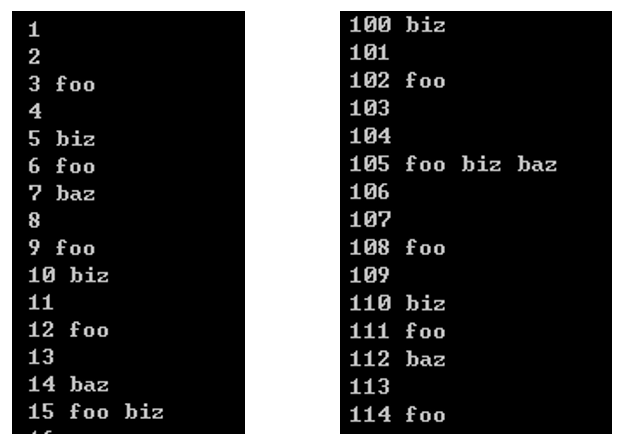 1
2
3 foo
4
5 biz
6 foo
7 baz
8
9 foo
10 biz
11
12 foo
13
14 baz
15 foo biz
100 biz
101
102 foo
103
104
105 foo biz baz
106
107
108 foo
109
110 biz
111 foo
112 baz
113
114 foo